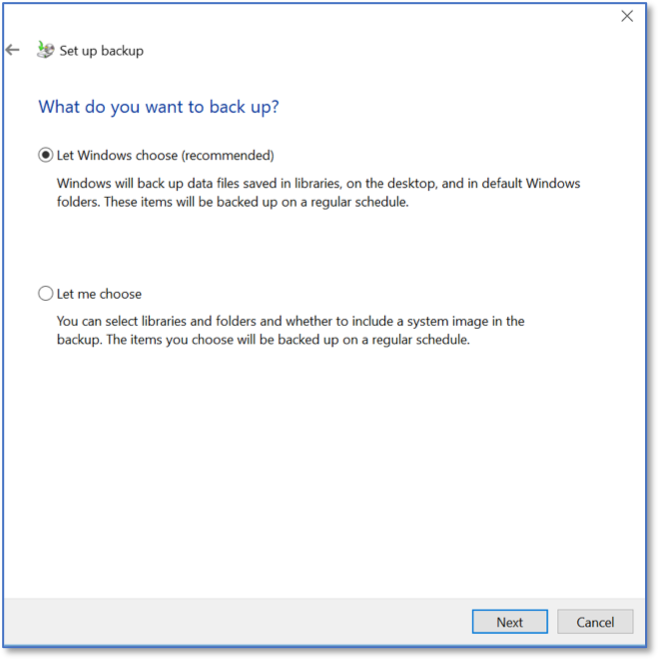 Set up backup
What do you want to back up?
Let Windows choose (recommended)
Windows will back up data files saved in libraries, on the desktop, and in default Windows
folders. These items will be backed up on a regular schedule.
Let me choose
You can select libraries and folders and whether to include a system image in the
backup. The items you choose will be backed up on a regular schedule.
Next
Cancel